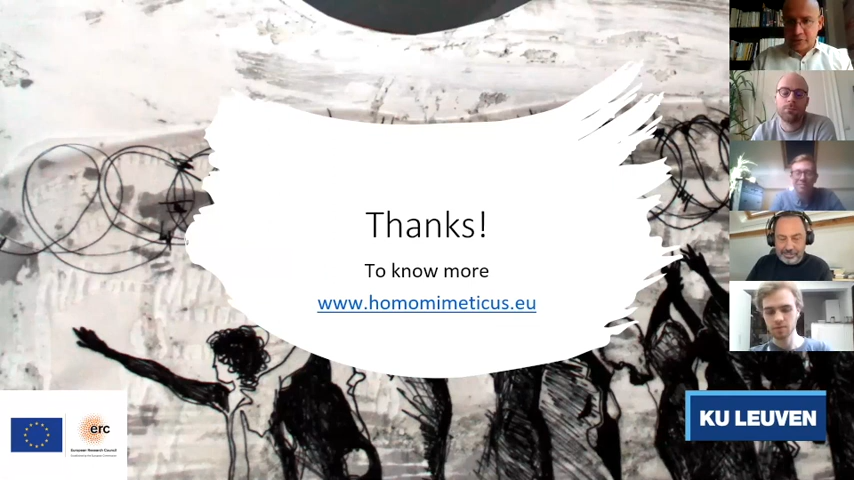 Thanks!
To know more
www.homomimeticus.eu
erc
European Research Council
KU LEUVEN